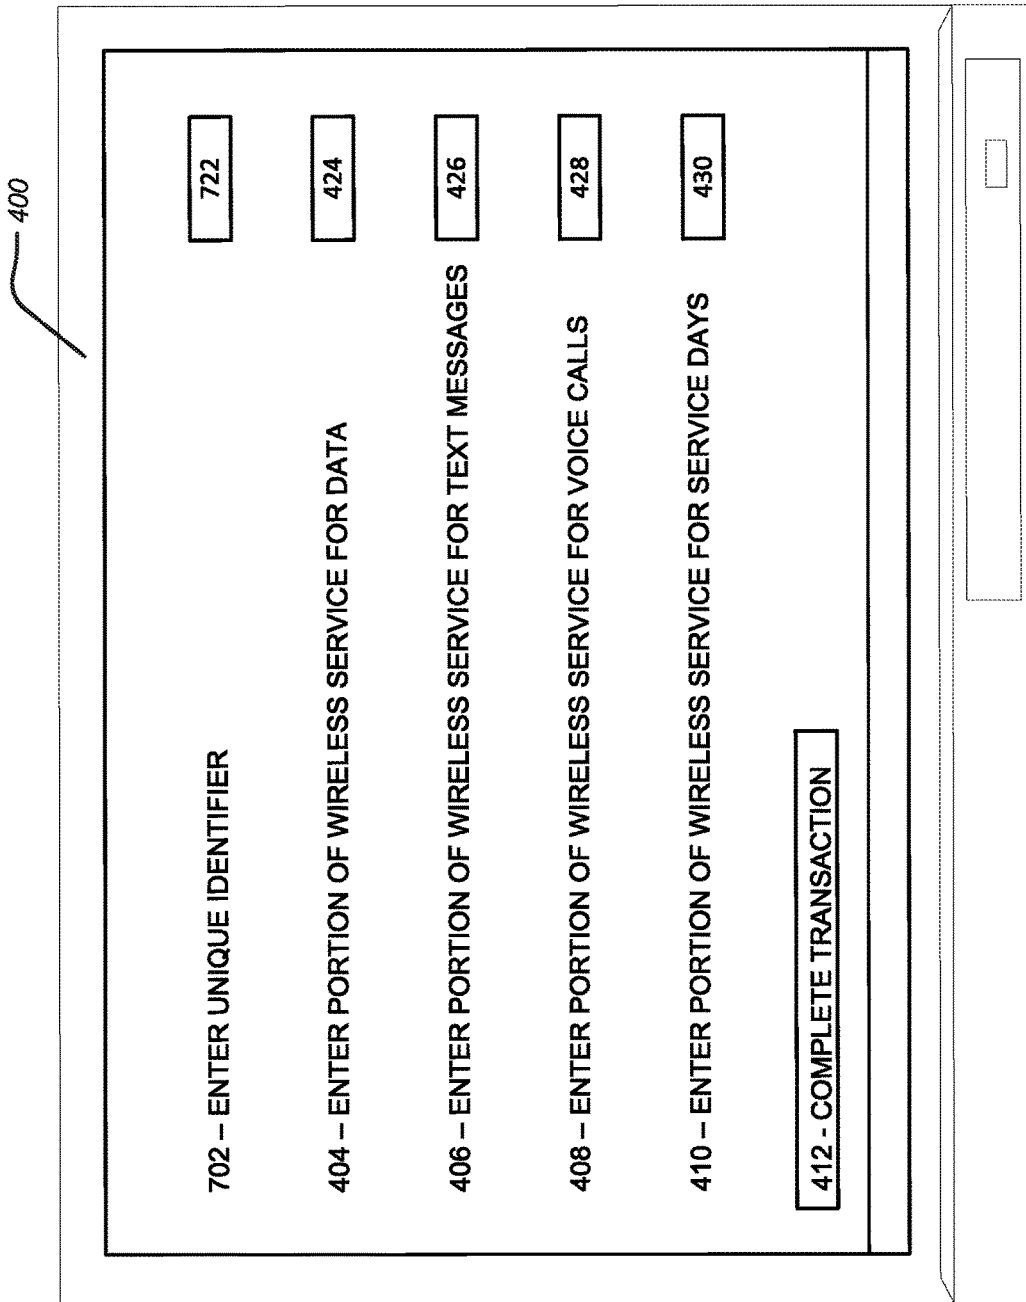 400
702 – ENTER UNIQUE IDENTIFIER 722
404 – ENTER PORTION OF WIRELESS SERVICE FOR DATA 424
406 – ENTER PORTION OF WIRELESS SERVICE FOR TEXT MESSAGES 426
408 – ENTER PORTION OF WIRELESS SERVICE FOR VOICE CALLS 428
410 – ENTER PORTION OF WIRELESS SERVICE FOR SERVICE DAYS 430
412 - COMPLETE TRANSACTION